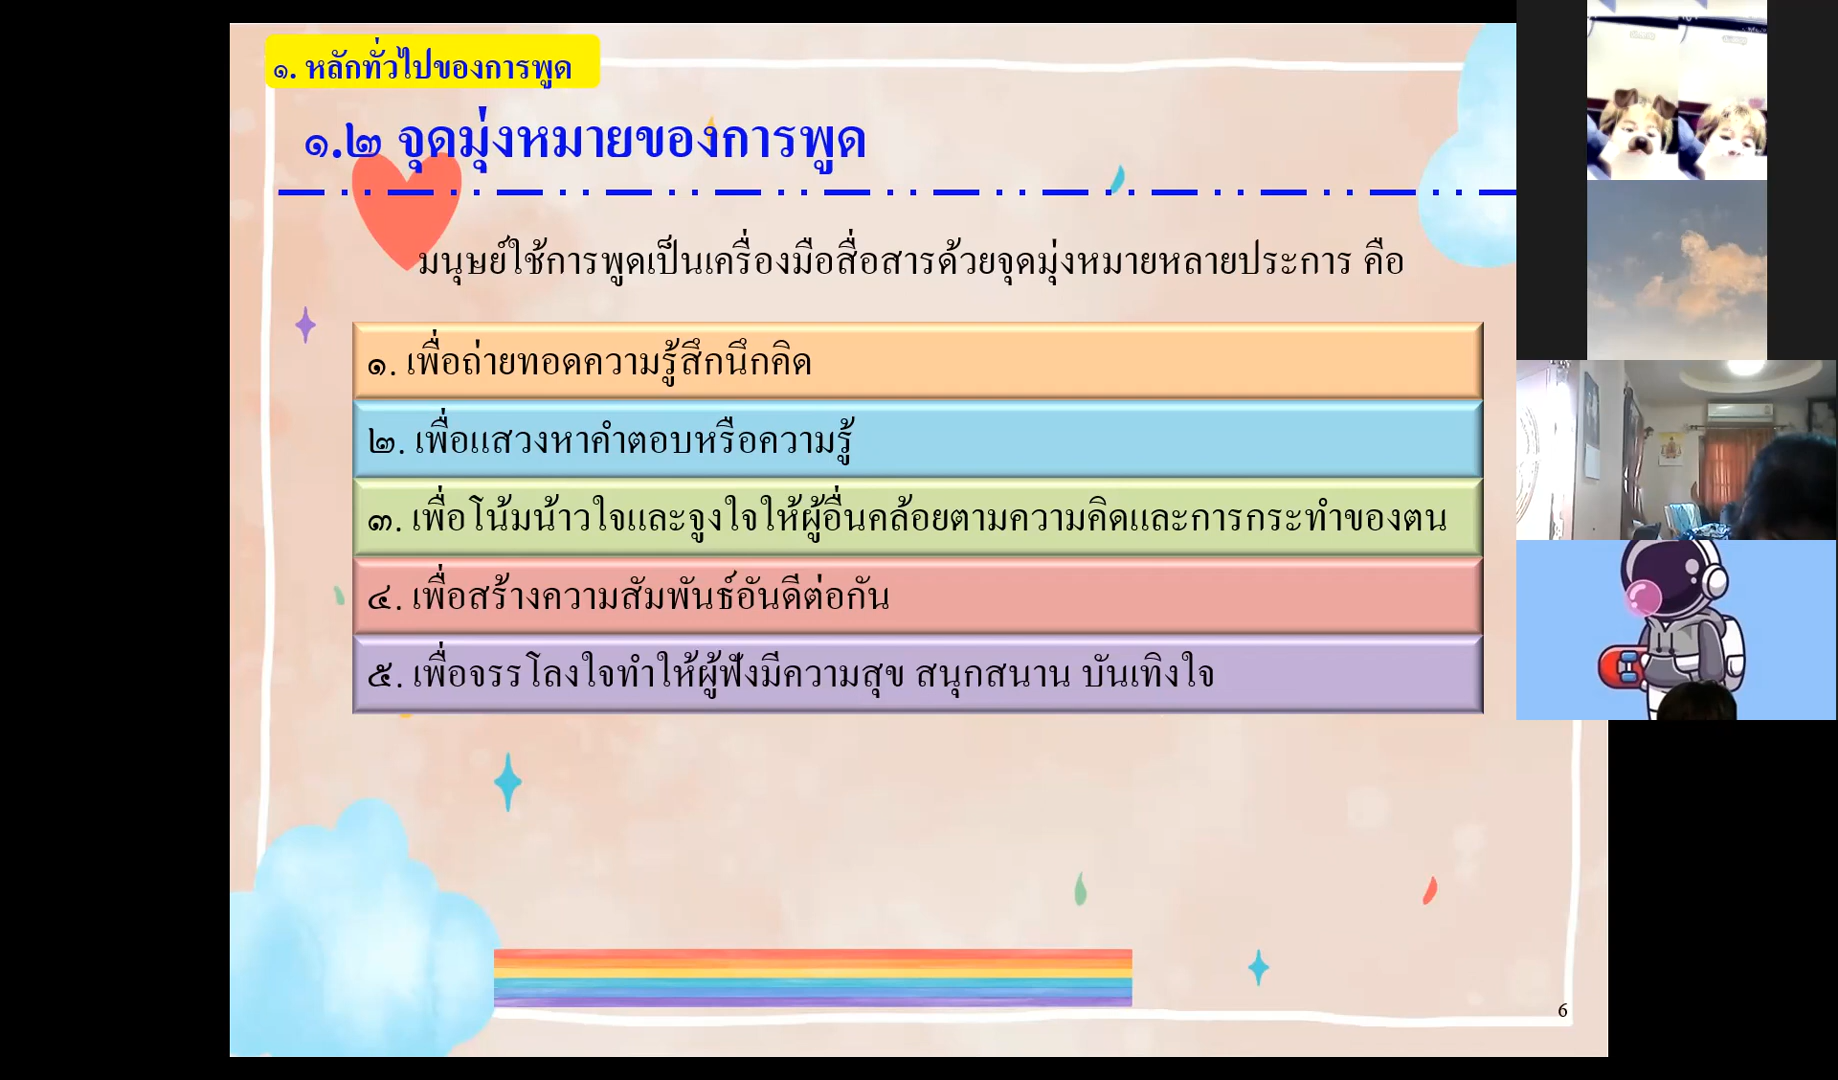 ๑. หลักทั่วไปของการพูด
๑.๒ จุดมุ่งหมายของการพูด
มนุษย์ใช้การพูดเป็นเครื่องมือสื่อสารด้วยจุดมุ่งหมายหลายประการ คือ
๑. เพื่อถ่ายทอดความรู้สึกนึกคิด
๒. เพื่อแสวงหาคำตอบหรือความรู้
๓. เพื่อโน้มน้าวใจและจูงใจให้ผู้อื่นคล้อยตามความคิดและการกระทำของตน
๔. เพื่อสร้างความสัมพันธ์อันดีต่อกัน
๕. เพื่อจรรโลงใจทำให้ผู้ฟังมีความสุข สนุกสนาน บันเทิงใจ
6